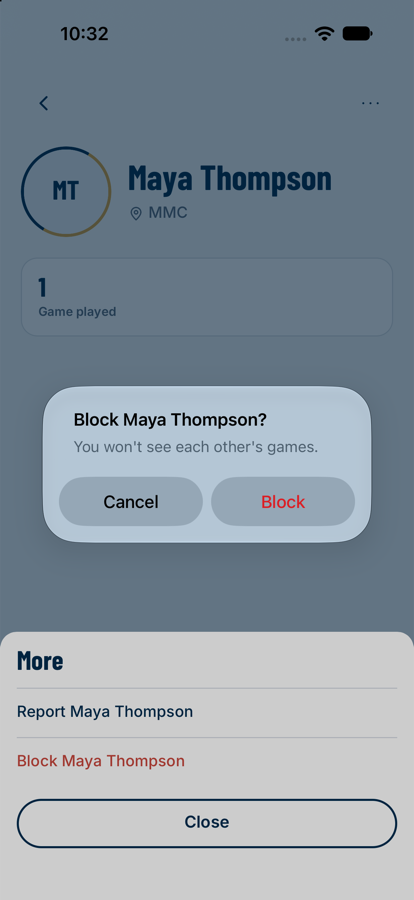 10:32
...
MT
Maya Thompson
MMC
1
Game played
Block Maya Thompson?
You won't see each other's games.
Cancel
Block
More
Report Maya Thompson
Block Maya Thompson
Close